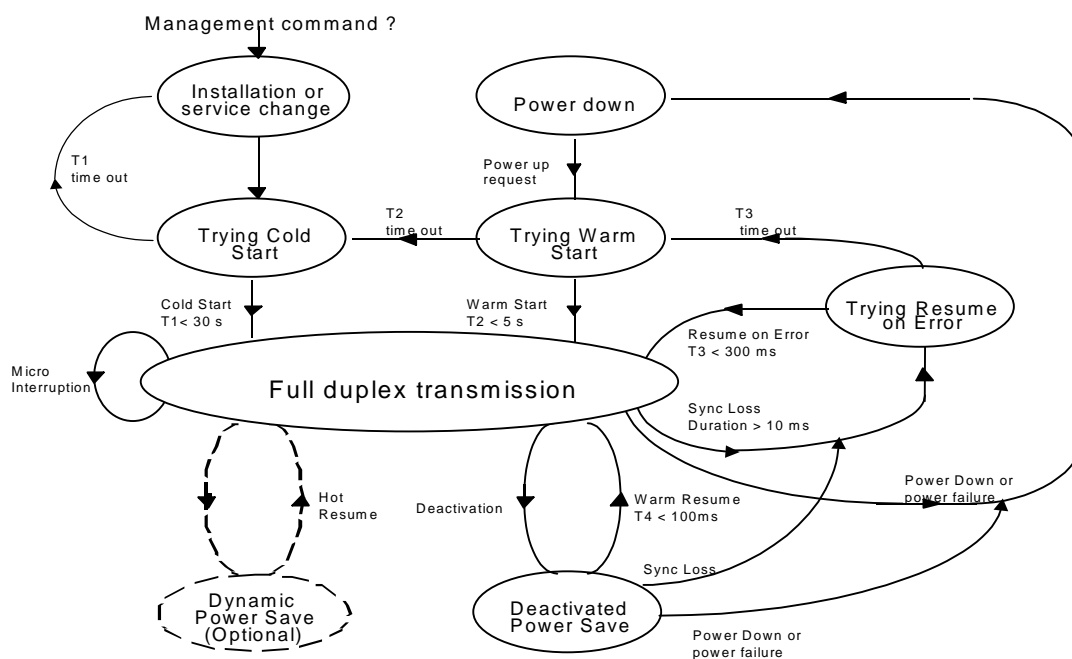 Management command ?
Installation or
service change
Power down
T1
time out
Power up
request
T2
time out
T3
time out
Trying Cold
Start
Trying Warm
Start
Trying Resume
on Error
Cold Start
T1< 30 s
Warm Start
T2 < 5 s
Resume on Error
T3 < 300 ms
Micro
Interruption
Full duplex transmission
Sync Loss
Duration > 10 ms
Power Down or
power failure
Hot
Resume
Deactivation
Warm Resume
T4 < 100ms
Sync Loss
Dynamic
Power Save
(Optional)
Deactivated
Power Save
Power Down or
power failure